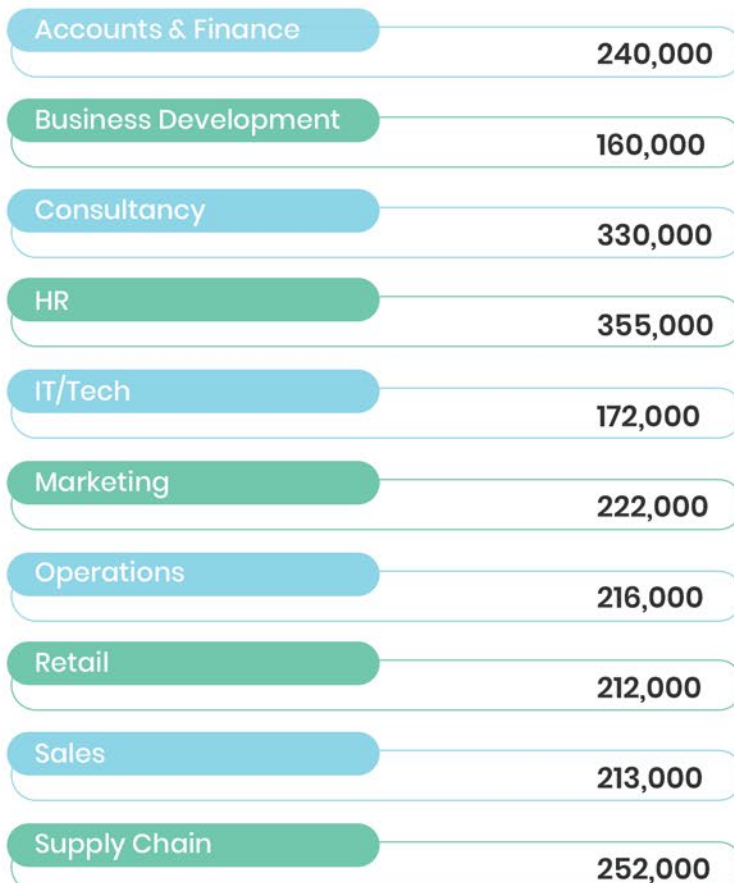 Accounts & Finance
240,000
Business Development
160,000
Consultancy
330,000
HR
355,000
IT/Tech
172,000
Marketing
222,000
Operations
216,000
Retail
212,000
Sales
213,000
Supply Chain
252,000